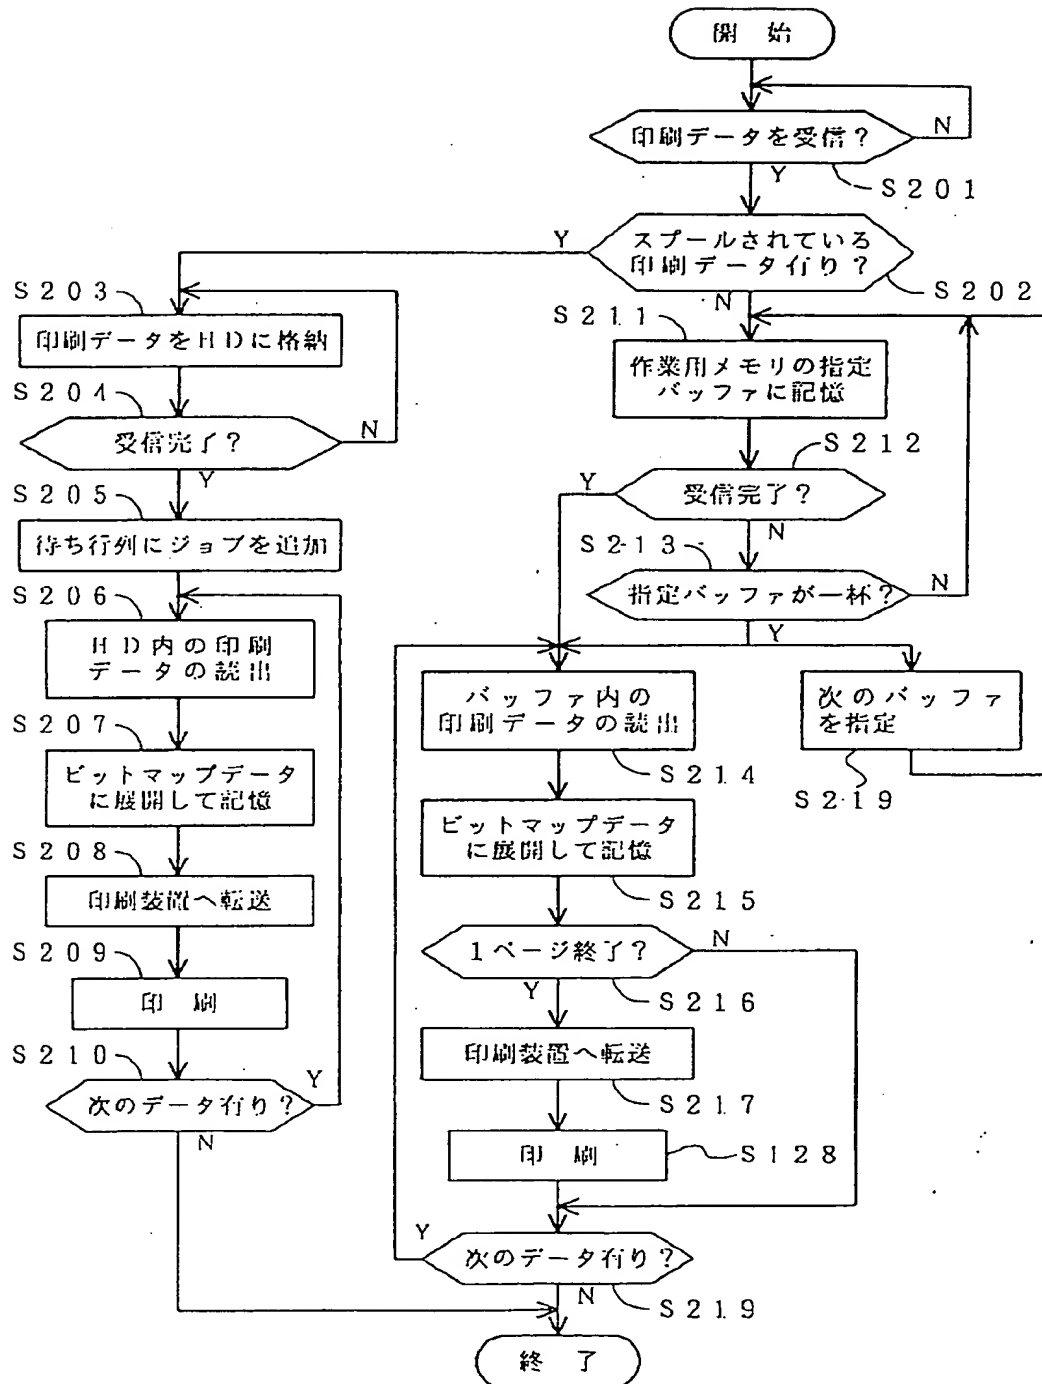 開 始
印刷データを受信?
N
Y
S201
スプールされている
印刷データ有り?
Y
N
S202
S203
印刷データをHDに格納
S204
受信完了?
N
Y
S205
待ち行列にジョブを追加
S206
HD内の印刷
データの読出
S207
ビットマップデータ
に展開して記憶
S208
印刷装置へ転送
S209
印 刷
S210
次のデータ有り?
Y
N
S211
作業用メモリの指定
バッファに記憶
S212
受信完了?
Y
N
S213
指定バッファが一杯?
N
Y
バッファ内の
印刷データの読出
S214
次のバッファ
を指定
S219
ビットマップデータ
に展開して記憶
S215
1ページ終了?
N
Y
S216
印刷装置へ転送
S217
印 刷
S128
次のデータ有り?
Y
N
S219
終 了